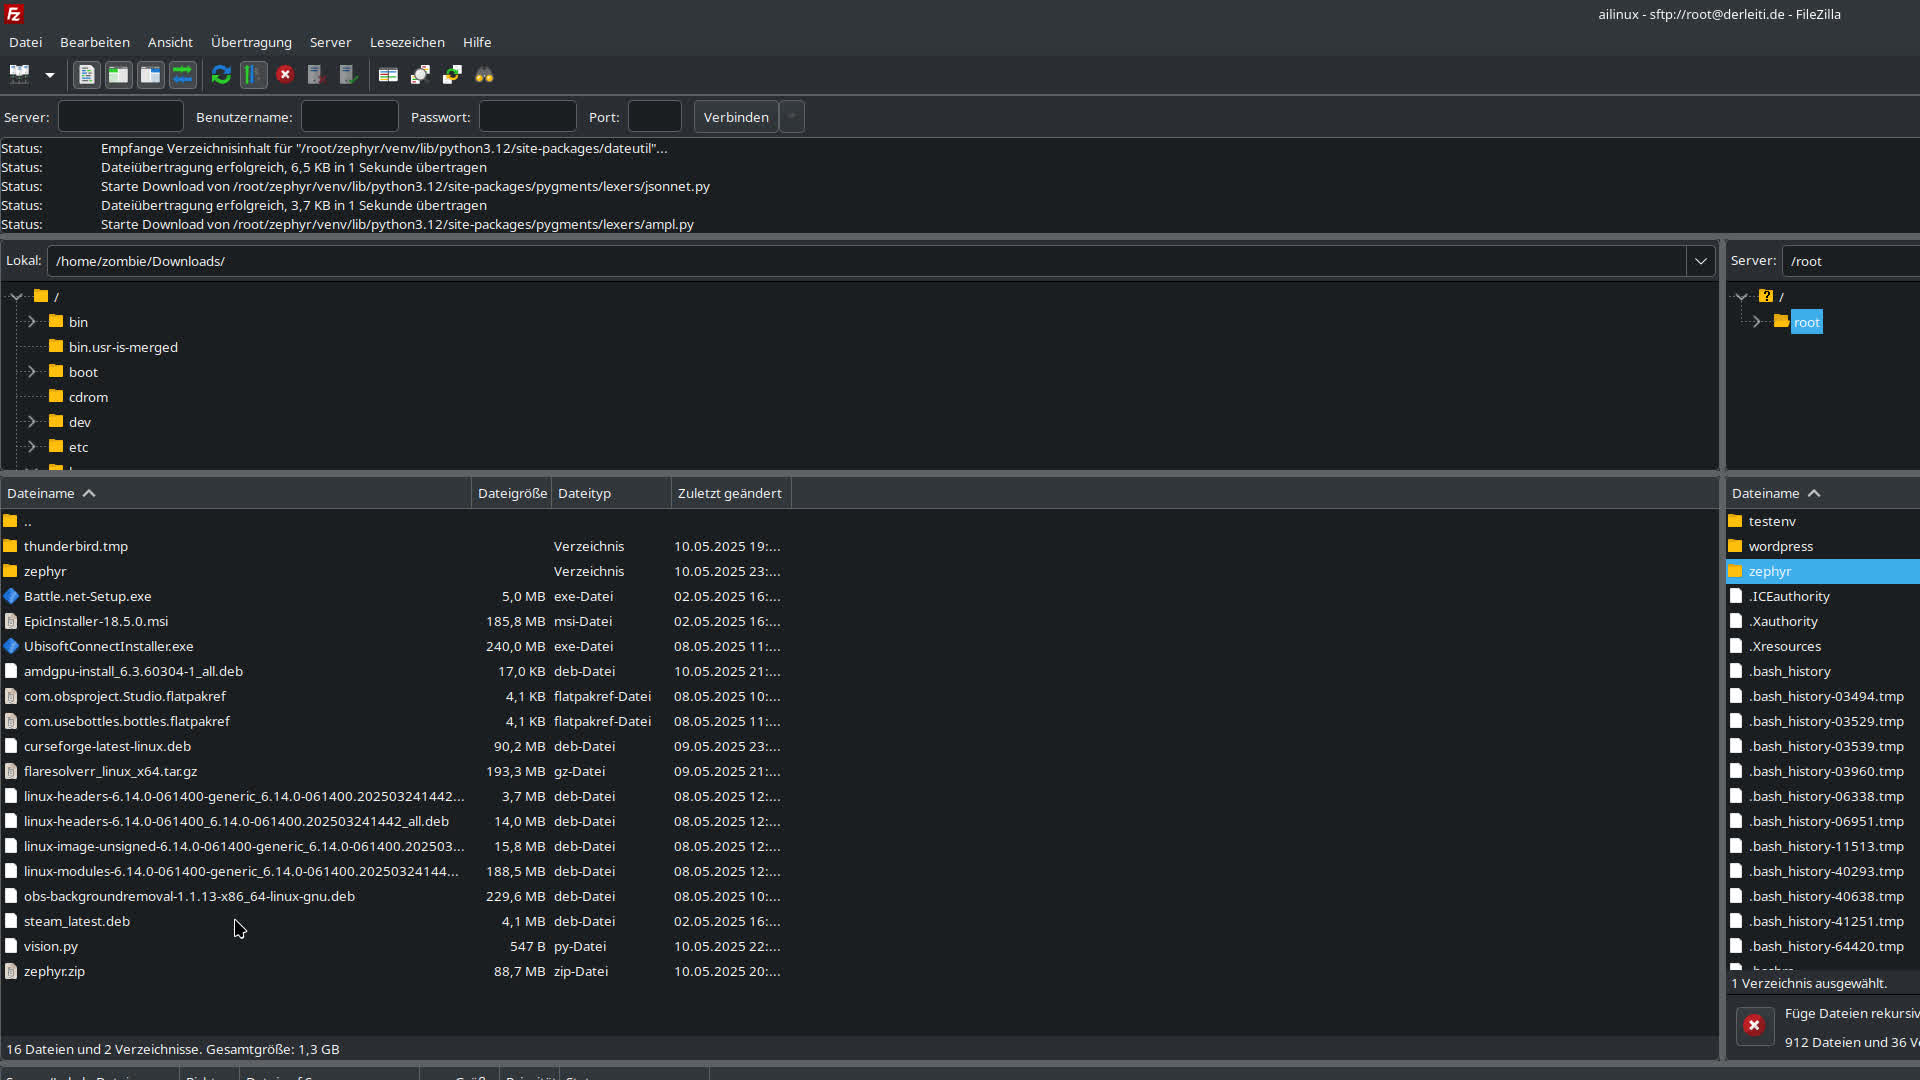 ailinux - sftp://root@derleiti.de - FileZilla
Datei Bearbeiten Ansicht Übertragung Server Lesezeichen Hilfe
Server: Benutzername: Passwort: Port: Verbinden
Status: Empfange Verzeichnisinhalt für "/root/zephyr/venv/lib/python3.12/site-packages/dateutil"...
Status: Dateiübertragung erfolgreich, 6,5 KB in 1 Sekunde übertragen
Status: Starte Download von /root/zephyr/venv/lib/python3.12/site-packages/pygments/lexers/jsonnet.py
Status: Dateiübertragung erfolgreich, 3,7 KB in 1 Sekunde übertragen
Status: Starte Download von /root/zephyr/venv/lib/python3.12/site-packages/pygments/lexers/ampl.py
Lokal: /home/zombie/Downloads/
/
bin
bin.usr-is-merged
boot
cdrom
dev
etc
Dateiname Dateigröße Dateityp Zuletzt geändert
..
thunderbird.tmp Verzeichnis 10.05.2025 19:...
zephyr Verzeichnis 10.05.2025 23:...
Battle.net-Setup.exe 5,0 MB exe-Datei 02.05.2025 16:...
EpicInstaller-18.5.0.msi 185,8 MB msi-Datei 02.05.2025 16:...
UbisoftConnectInstaller.exe 240,0 MB exe-Datei 08.05.2025 11:...
amdgpu-install_6.3.60304-1_all.deb 17,0 KB deb-Datei 10.05.2025 21:...
com.obsproject.Studio.flatpakref 4,1 KB flatpakref-Datei 08.05.2025 10:...
com.usebottles.bottles.flatpakref 4,1 KB flatpakref-Datei 08.05.2025 11:...
curseforge-latest-linux.deb 90,2 MB deb-Datei 09.05.2025 23:...
flaresolverr_linux_x64.tar.gz 193,3 MB gz-Datei 09.05.2025 21:...
linux-headers-6.14.0-061400-generic_6.14.0-061400.202503241442... 3,7 MB deb-Datei 08.05.2025 12:...
linux-headers-6.14.0-061400_6.14.0-061400.202503241442_all.deb 14,0 MB deb-Datei 08.05.2025 12:...
linux-image-unsigned-6.14.0-061400-generic_6.14.0-061400.202503... 15,8 MB deb-Datei 08.05.2025 12:...
linux-modules-6.14.0-061400-generic_6.14.0-061400.20250324144... 188,5 MB deb-Datei 08.05.2025 12:...
obs-backgroundremoval-1.1.13-x86_64-linux-gnu.deb 229,6 MB deb-Datei 08.05.2025 10:...
steam_latest.deb 4,1 MB deb-Datei 02.05.2025 16:...
vision.py 547 B py-Datei 10.05.2025 22:...
zephyr.zip 88,7 MB zip-Datei 10.05.2025 20:...
16 Dateien und 2 Verzeichnisse. Gesamtgröße: 1,3 GB
Server: /root
/
root
Dateiname
testenv
wordpress
zephyr
.ICEauthority
.Xauthority
.Xresources
.bash_history
.bash_history-03494.tmp
.bash_history-03529.tmp
.bash_history-03539.tmp
.bash_history-03960.tmp
.bash_history-06338.tmp
.bash_history-06951.tmp
.bash_history-11513.tmp
.bash_history-40293.tmp
.bash_history-40638.tmp
.bash_history-41251.tmp
.bash_history-64420.tmp
1 Verzeichnis ausgewählt.
Füge Dateien rekursiv
912 Dateien und 36